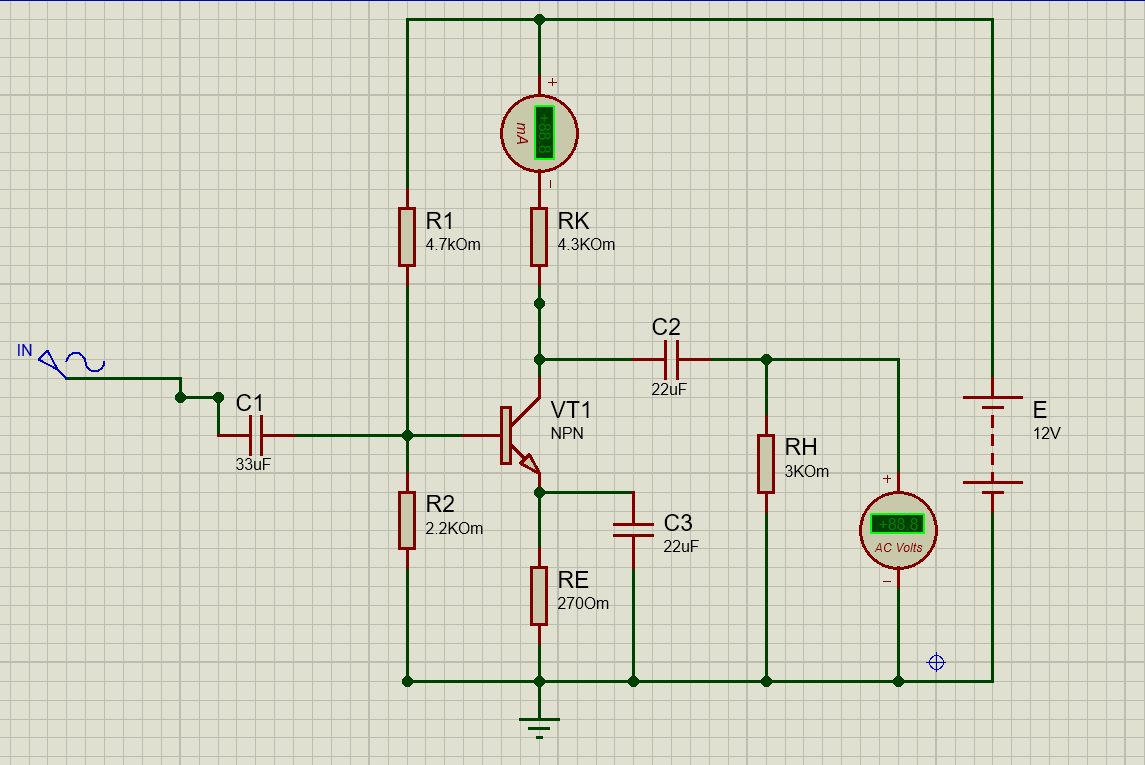 +
+88.8
mA
−
R1
4.7kOm
RK
4.3KOm
IN
C2
22uF
C1
33uF
VT1
NPN
E
12V
RH
3KOm
R2
2.2KOm
C3
22uF
+
+88.8
AC Volts
−
RE
270Om